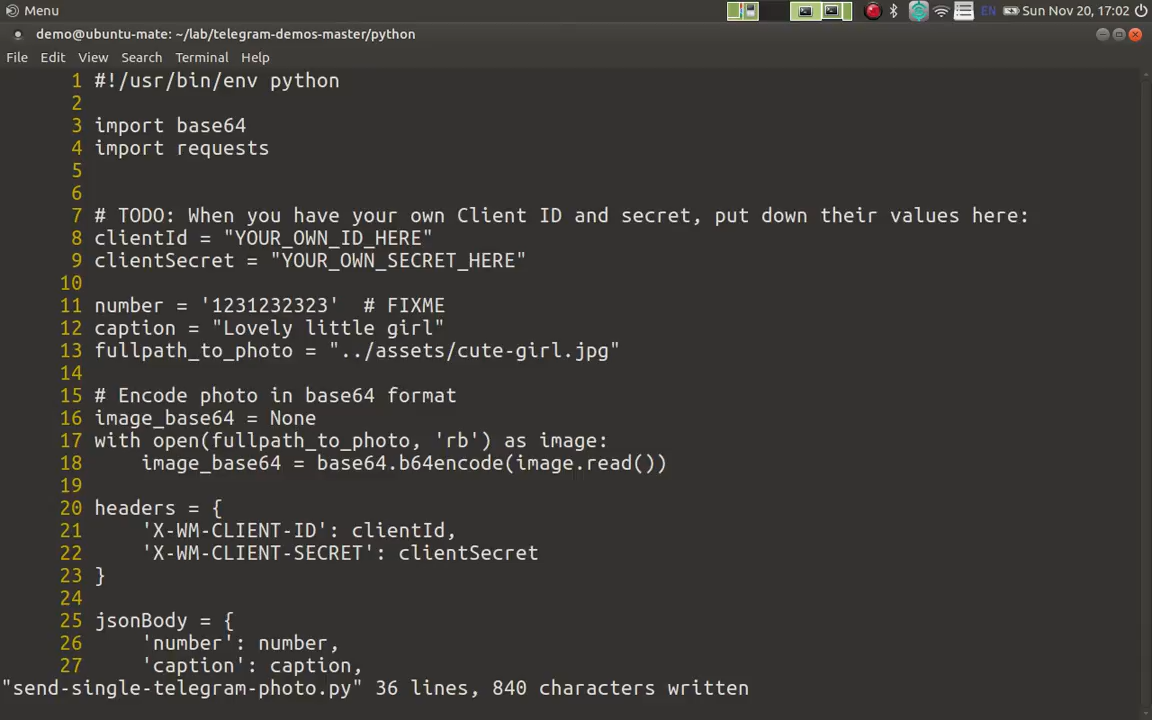 Menu
EN
Sun Nov 20, 17:02
demo@ubuntu-mate: ~/lab/telegram-demos-master/python
File Edit View Search Terminal Help
1 #!/usr/bin/env python
2
3 import base64
4 import requests
5
6
7 # TODO: When you have your own Client ID and secret, put down their values here:
8 clientId = "YOUR_OWN_ID_HERE"
9 clientSecret = "YOUR_OWN_SECRET_HERE"
10
11 number = '1231232323'  # FIXME
12 caption = "Lovely little girl"
13 fullpath_to_photo = "../assets/cute-girl.jpg"
14
15 # Encode photo in base64 format
16 image_base64 = None
17 with open(fullpath_to_photo, 'rb') as image:
18     image_base64 = base64.b64encode(image.read())
19
20 headers = {
21     'X-WM-CLIENT-ID': clientId,
22     'X-WM-CLIENT-SECRET': clientSecret
23 }
24
25 jsonBody = {
26     'number': number,
27     'caption': caption,
"send-single-telegram-photo.py" 36 lines, 840 characters written